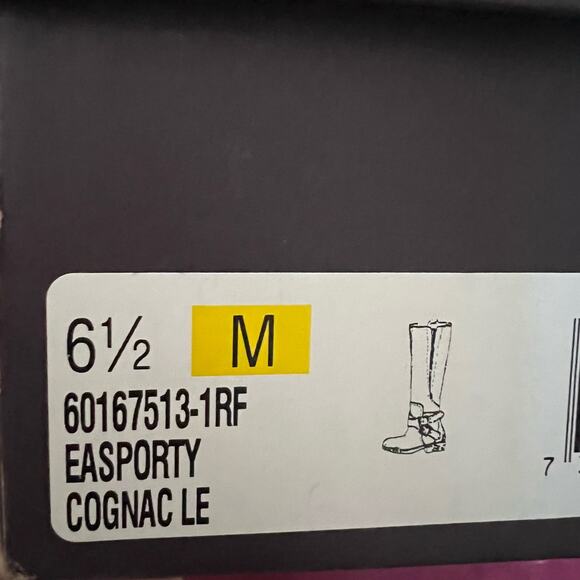 6½ M
60167513-1RF
EASPORTY
COGNAC LE
7